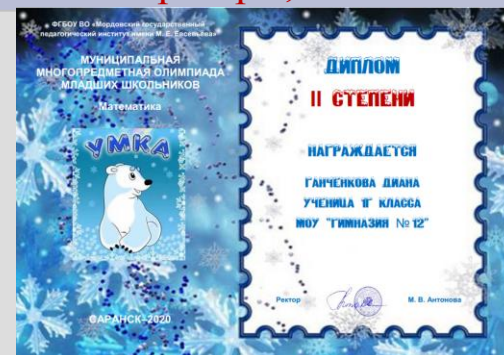 ФГБОУ ВО «Мордовский государственный
педагогический институт имени М. Е. Евсевьева»
МУНИЦИПАЛЬНАЯ
МНОГОПРЕДМЕТНАЯ ОЛИМПИАДА
МЛАДШИХ ШКОЛЬНИКОВ
Математика
УМКА
САРАНСК-2020
ДИПЛОМ
II СТЕПЕНИ
НАГРАЖДАЕТСЯ
ГАНЧЕНКОВА ДИАНА
УЧЕНИЦА 1Г КЛАССА
МОУ "ГИМНАЗИЯ № 12"
Ректор
М. В. Антонова